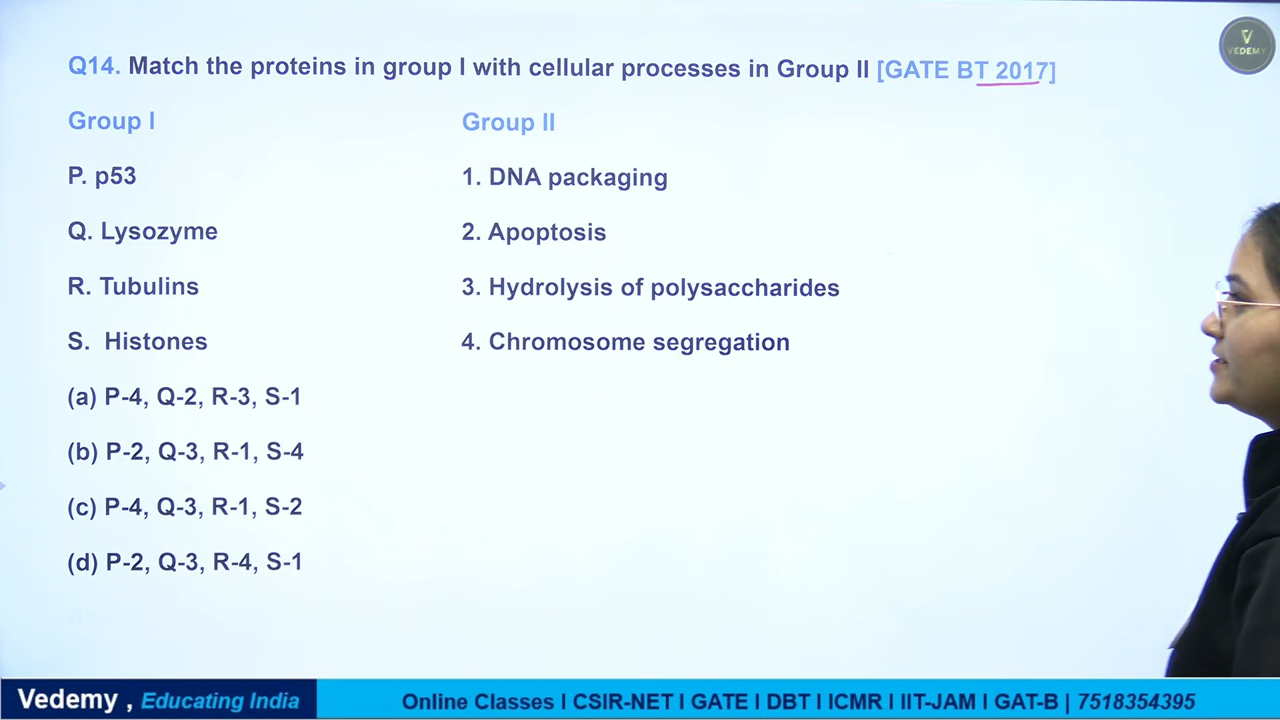 V
VEDEMY
Q14. Match the proteins in group I with cellular processes in Group II [GATE BT 2017]
Group I Group II
P. p53 1. DNA packaging
Q. Lysozyme 2. Apoptosis
R. Tubulins 3. Hydrolysis of polysaccharides
S. Histones 4. Chromosome segregation
(a) P-4, Q-2, R-3, S-1
(b) P-2, Q-3, R-1, S-4
(c) P-4, Q-3, R-1, S-2
(d) P-2, Q-3, R-4, S-1
Vedemy , Educating India Online Classes I CSIR-NET I GATE I DBT I ICMR I IIT-JAM I GAT-B | 7518354395